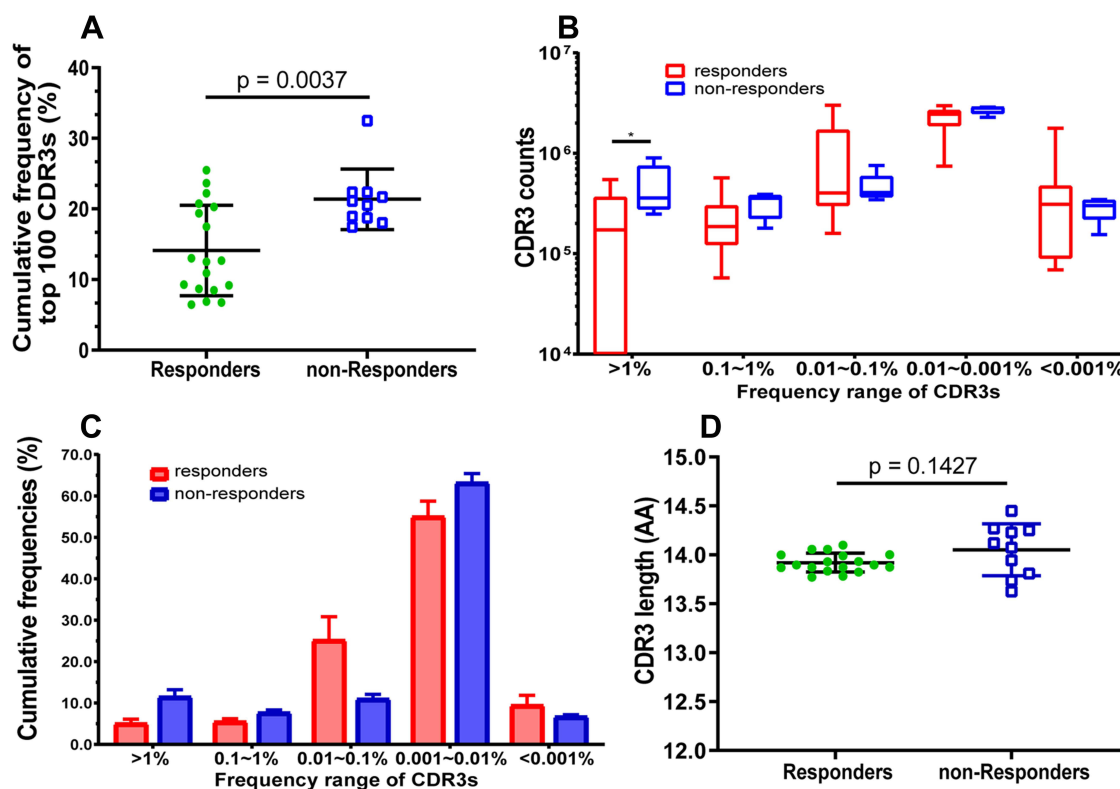 A
Cumulative frequency of
top 100 CDR3s (%)
40
30
20
10
0
p = 0.0037
Responders
non-Responders
B
CDR3 counts
10⁷
10⁶
10⁵
10⁴
responders
non-responders
*
>1%
0.1~1%
0.01~0.1%
0.01~0.001%
<0.001%
Frequency range of CDR3s
C
Cumulative frequencies (%)
70.0
60.0
50.0
40.0
30.0
20.0
10.0
0.0
responders
non-responders
>1%
0.1~1%
0.01~0.1%
0.001~0.01%
<0.001%
Frequency range of CDR3s
D
CDR3 length (AA)
15.0
14.5
14.0
13.5
13.0
12.5
12.0
p = 0.1427
Responders
non-Responders